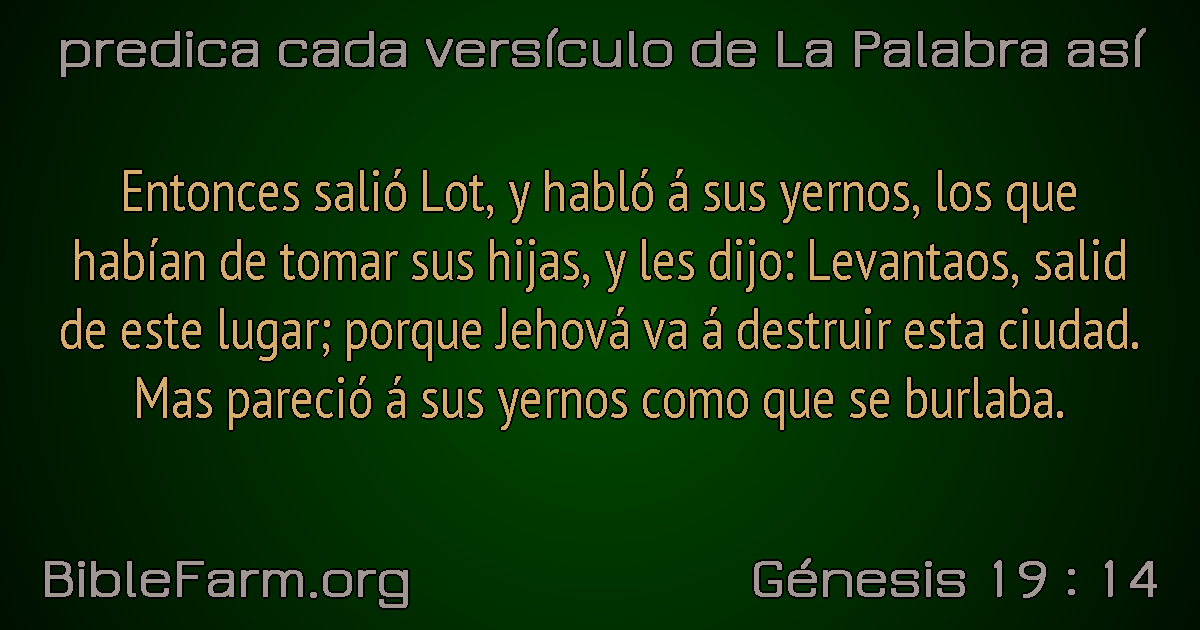 predica cada versículo de La Palabra así
Entonces salió Lot, y habló á sus yernos, los que
habían de tomar sus hijas, y les dijo: Levantaos, salid
de este lugar; porque Jehová va á destruir esta ciudad.
Mas pareció á sus yernos como que se burlaba.
BibleFarm.org
Génesis 19 : 14